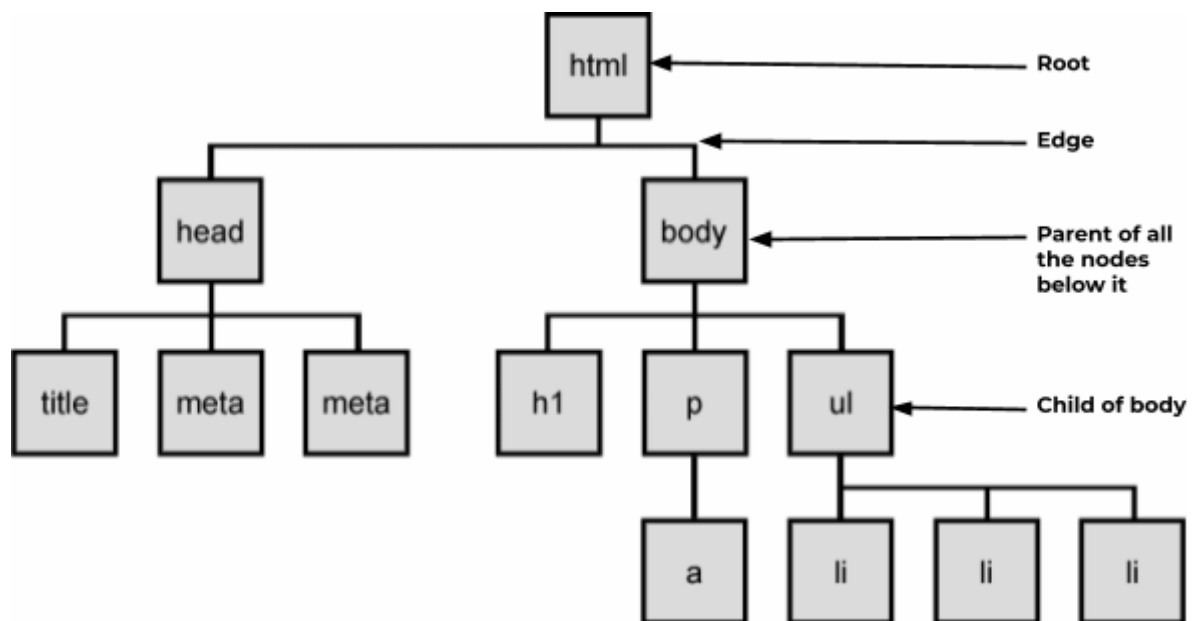 html
Root
Edge
head
body
Parent of all
the nodes
below it
title
meta
meta
h1
p
ul
Child of body
a
li
li
li